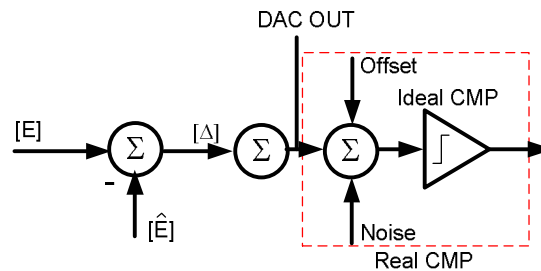 DAC OUT
Offset
Ideal CMP
[E]
[Δ]
Σ
Σ
Σ
-
[Ê]
Noise
Real CMP